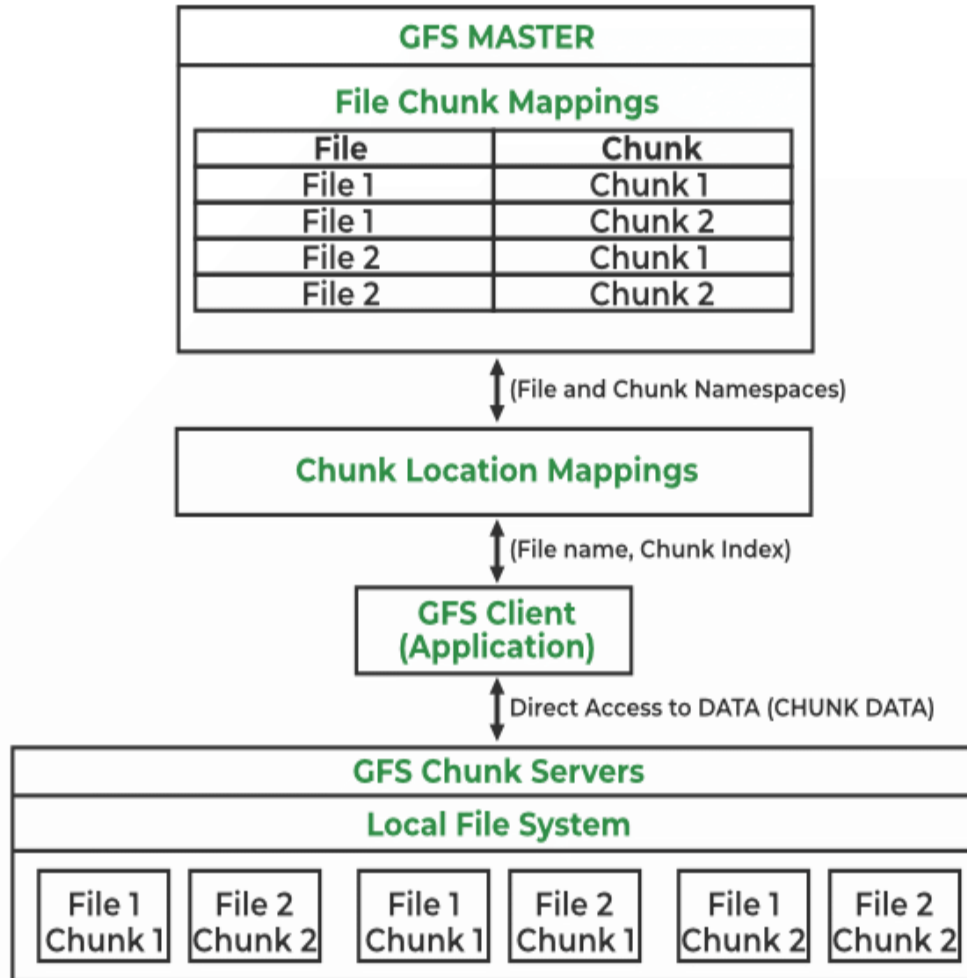 GFS MASTER
File Chunk Mappings
File Chunk
File 1 Chunk 1
File 1 Chunk 2
File 2 Chunk 1
File 2 Chunk 2
(File and Chunk Namespaces)
Chunk Location Mappings
(File name, Chunk Index)
GFS Client
(Application)
Direct Access to DATA (CHUNK DATA)
GFS Chunk Servers
Local File System
File 1
Chunk 1
File 2
Chunk 2
File 1
Chunk 1
File 2
Chunk 1
File 1
Chunk 2
File 2
Chunk 2